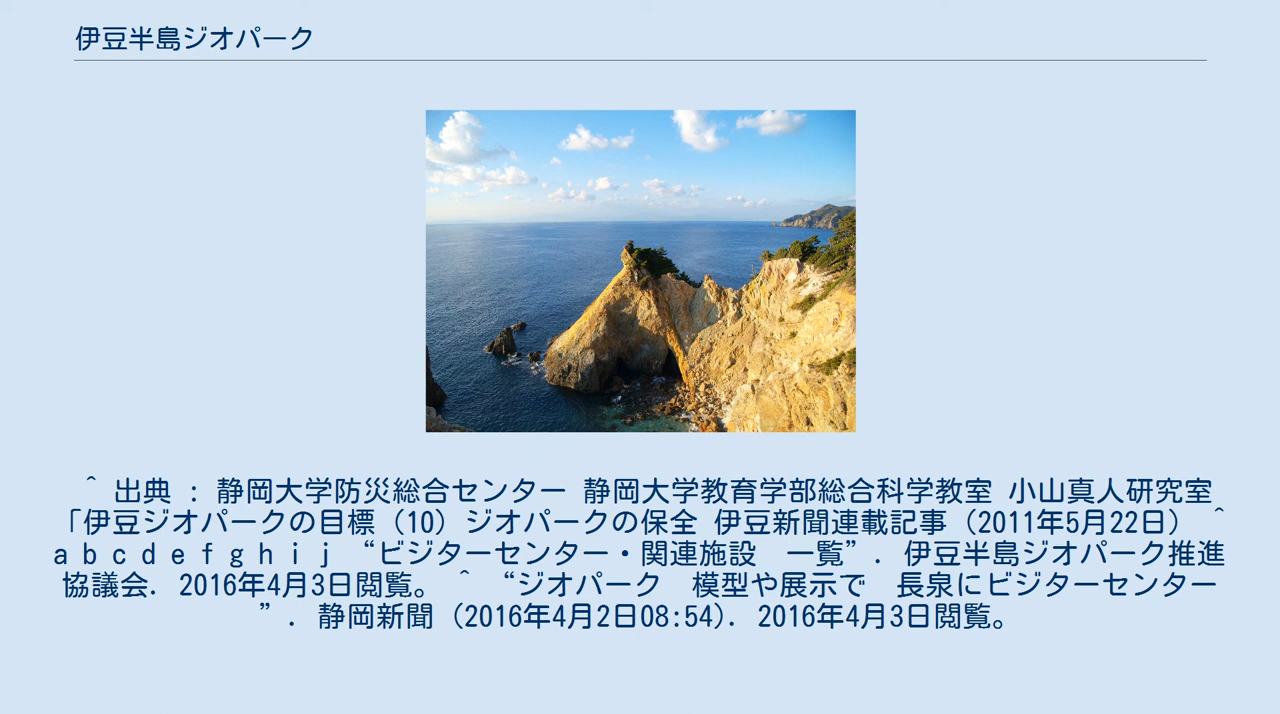 伊豆半島ジオパーク
^ 出典 : 静岡大学防災総合センター 静岡大学教育学部総合科学教室 小山真人研究室
「伊豆ジオパークの目標（10）ジオパークの保全 伊豆新聞連載記事（2011年5月22日） ^
a b c d e f g h i j “ビジターセンター・関連施設　一覧”. 伊豆半島ジオパーク推進
協議会. 2016年4月3日閲覧。 ^ “ジオパーク　模型や展示で　長泉にビジターセンター
”. 静岡新聞 (2016年4月2日08:54). 2016年4月3日閲覧。